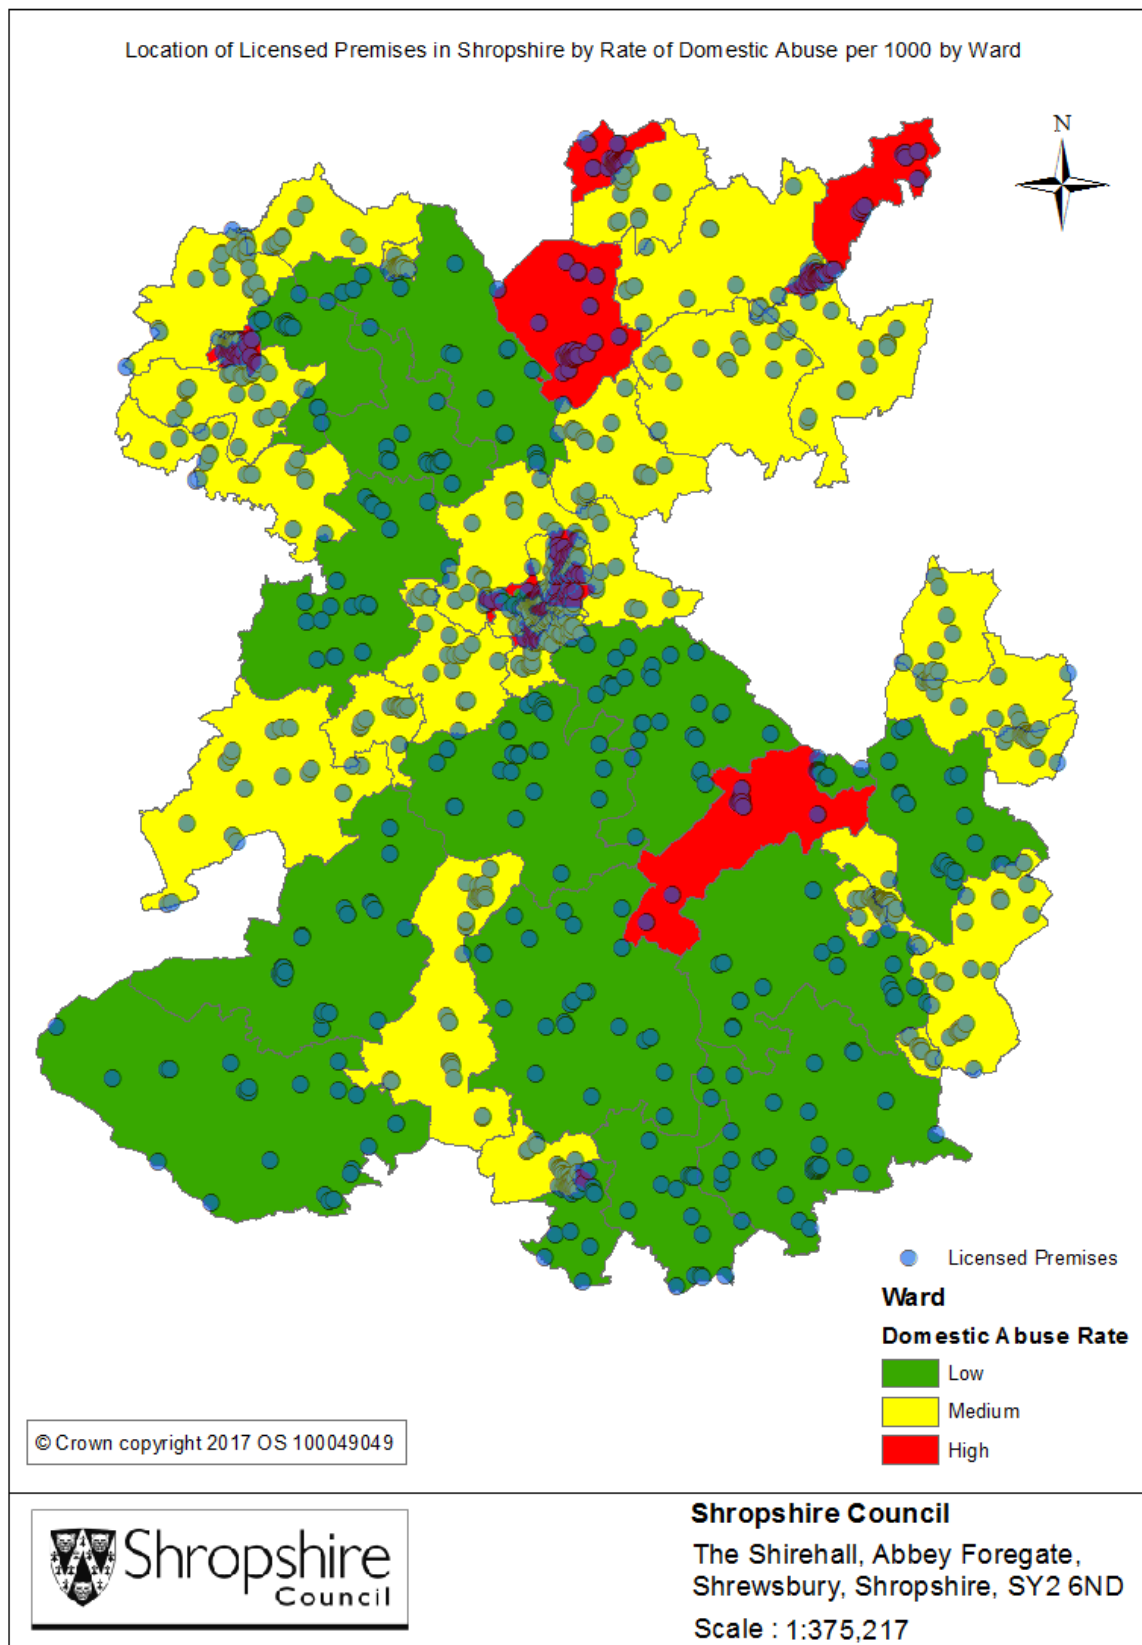 Location of Licensed Premises in Shropshire by Rate of Domestic Abuse per 1000 by Ward
N
Licensed Premises
Ward
Domestic Abuse Rate
Low
Medium
High
© Crown copyright 2017 OS 100049049
Shropshire
Council
Shropshire Council
The Shirehall, Abbey Foregate,
Shrewsbury, Shropshire, SY2 6ND
Scale : 1:375,217